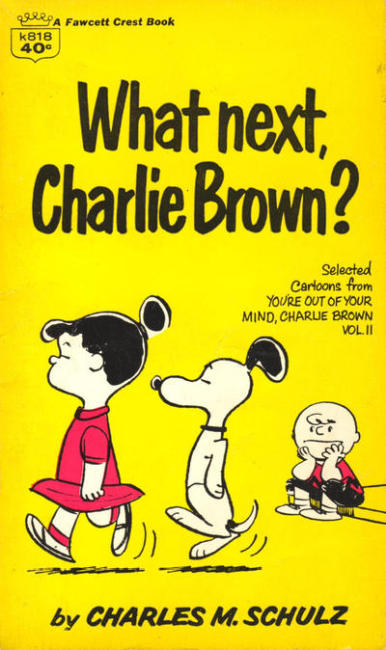 A Fawcett Crest Book
k818
40¢
What next,
Charlie Brown?
Selected
Cartoons from
YOU'RE OUT OF YOUR
MIND, CHARLIE BROWN
VOL. II
by CHARLES M. SCHULZ